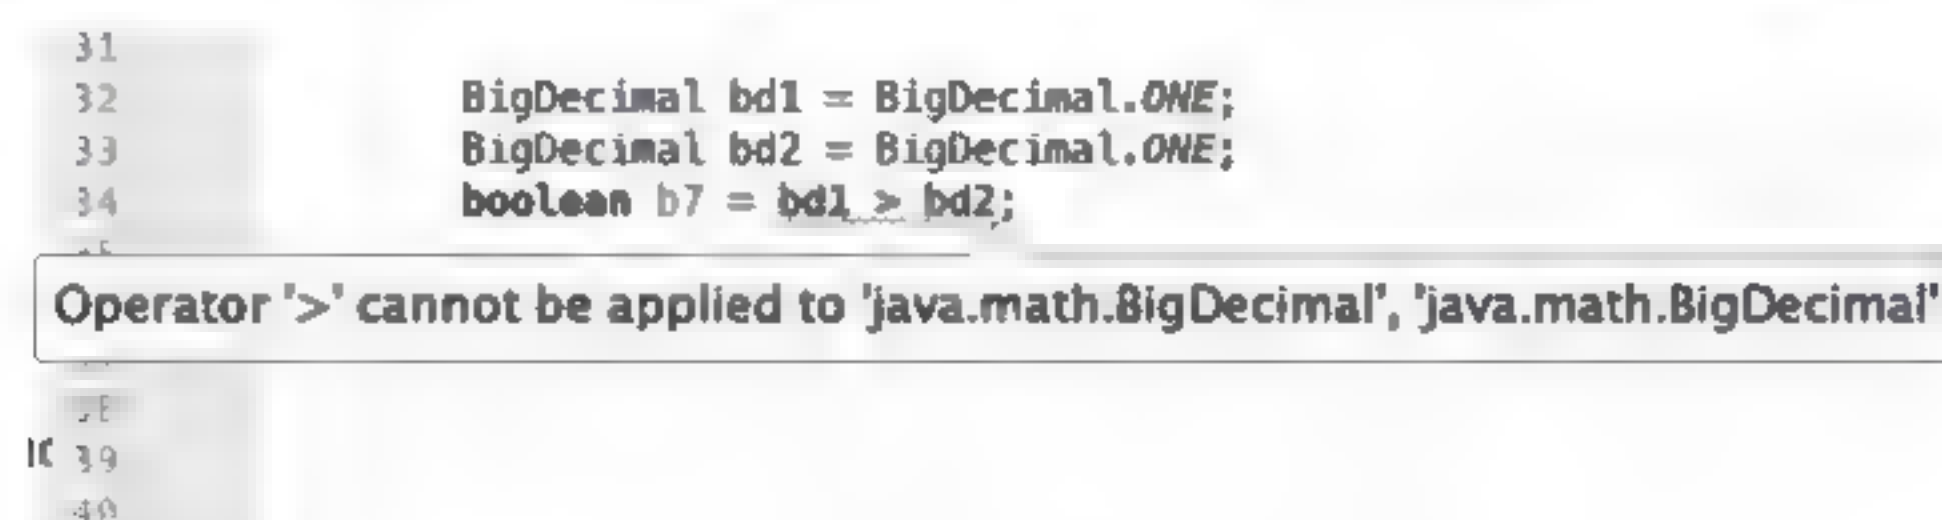 31
32 BigDecimal bd1 = BigDecimal.ONE;
33 BigDecimal bd2 = BigDecimal.ONE;
34 boolean b7 = bd1 > bd2;
Operator '>' cannot be applied to 'java.math.BigDecimal', 'java.math.BigDecimal'
39
40